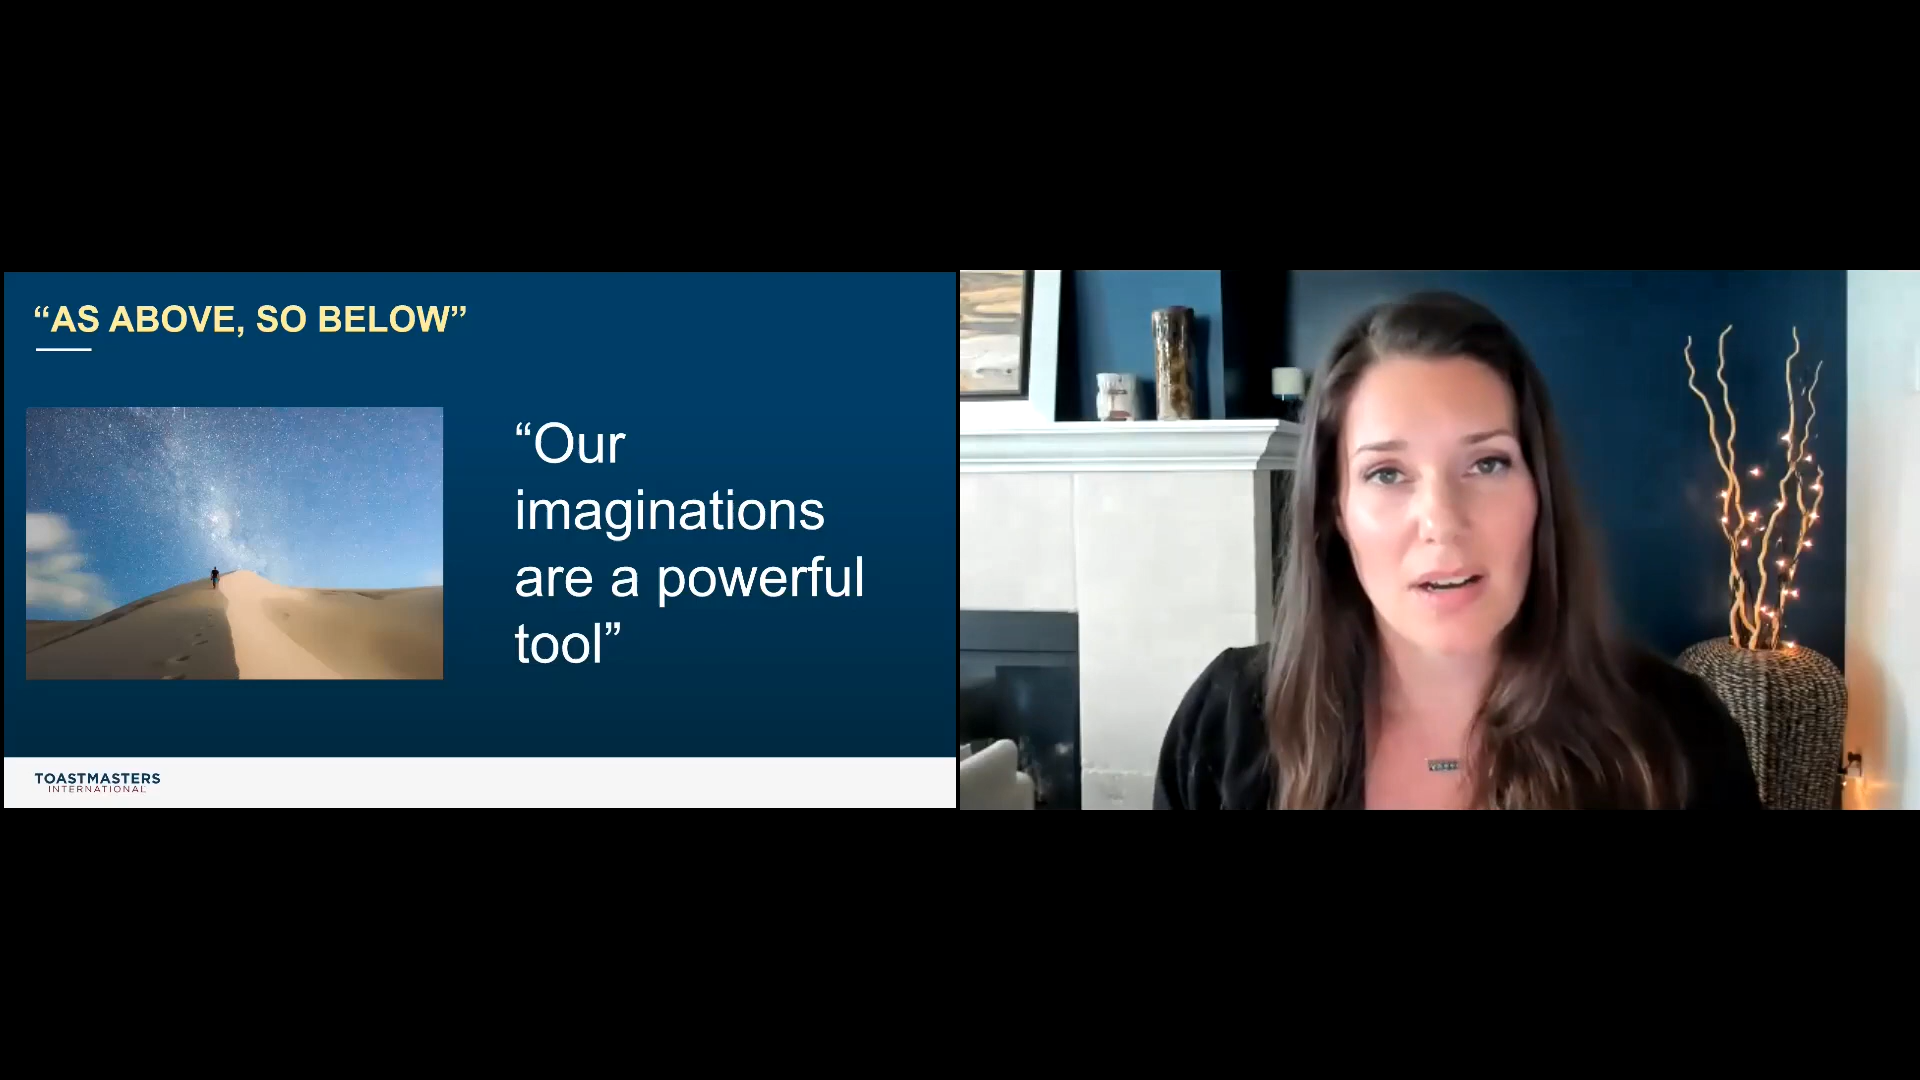 “AS ABOVE, SO BELOW”
“Our
imaginations
are a powerful
tool”
TOASTMASTERS
INTERNATIONAL